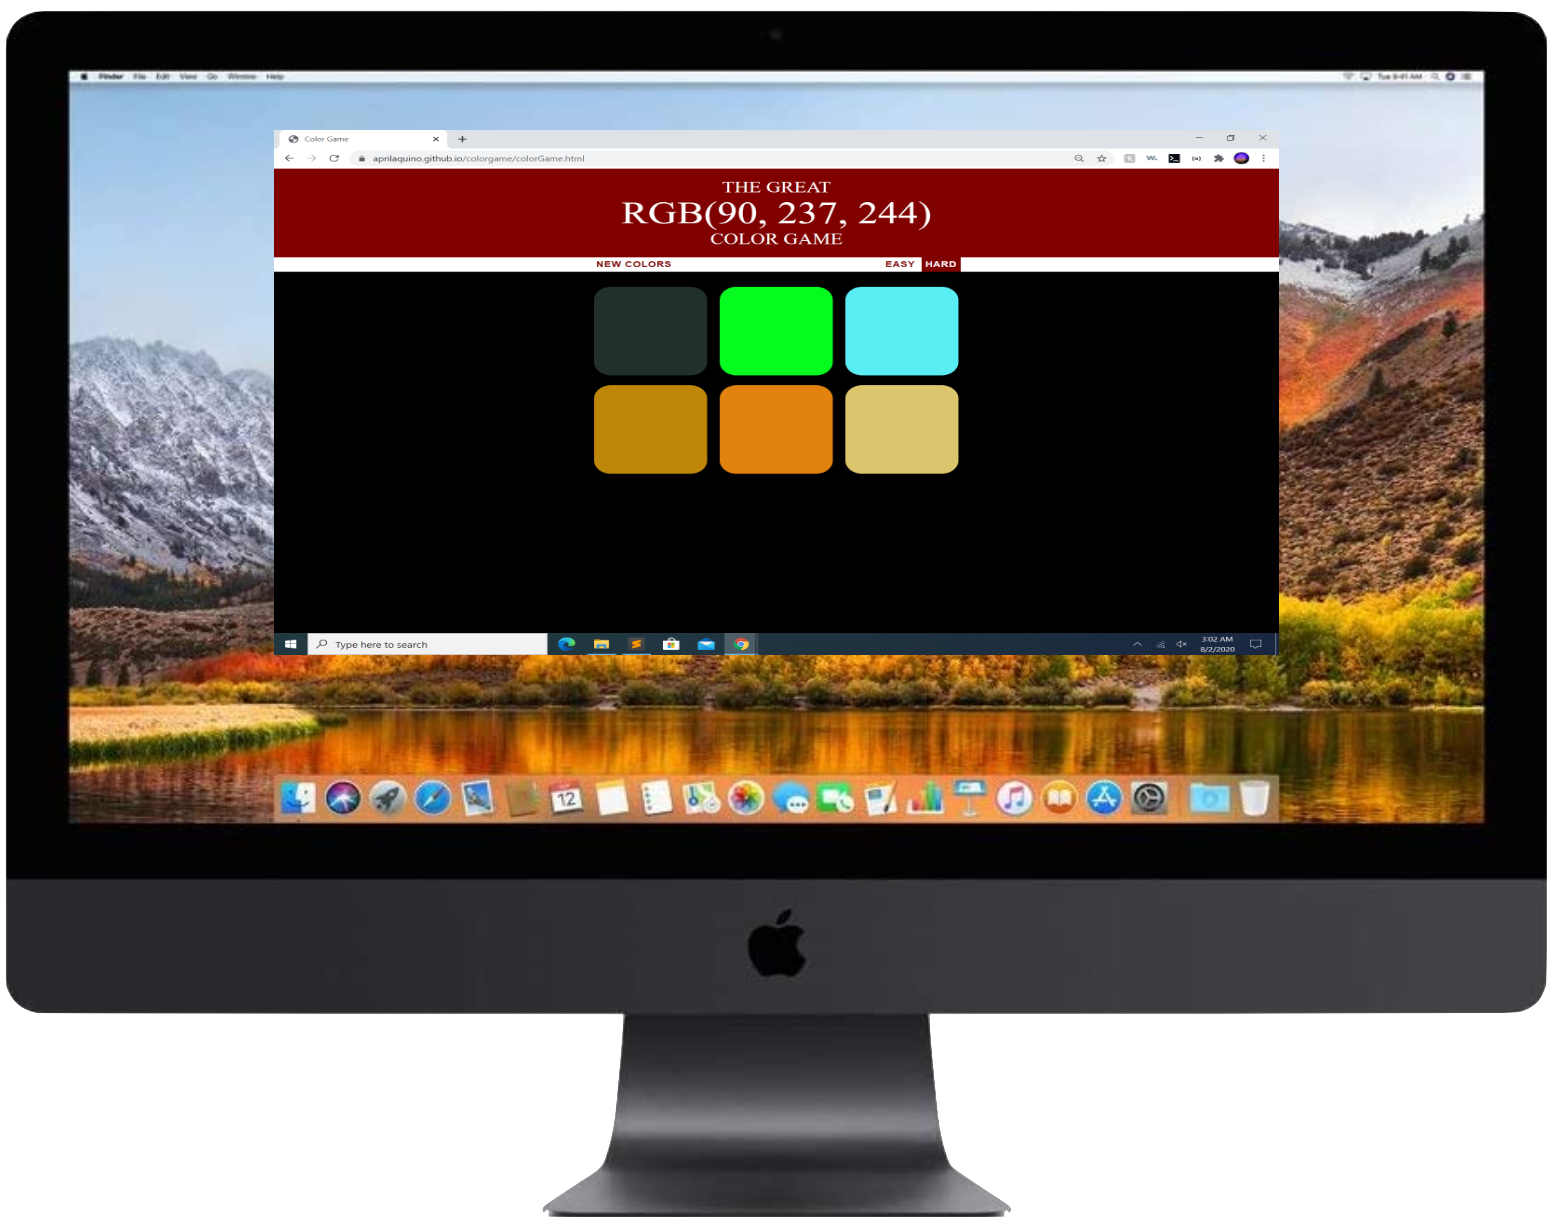 Finder File Edit View Go Window Help
Tue 9:41 AM
Color Game
aprilaquino.github.io/colorgame/colorGame.html
THE GREAT
RGB(90, 237, 244)
COLOR GAME
NEW COLORS
EASY HARD
Type here to search
3:02 AM
8/2/2020
12